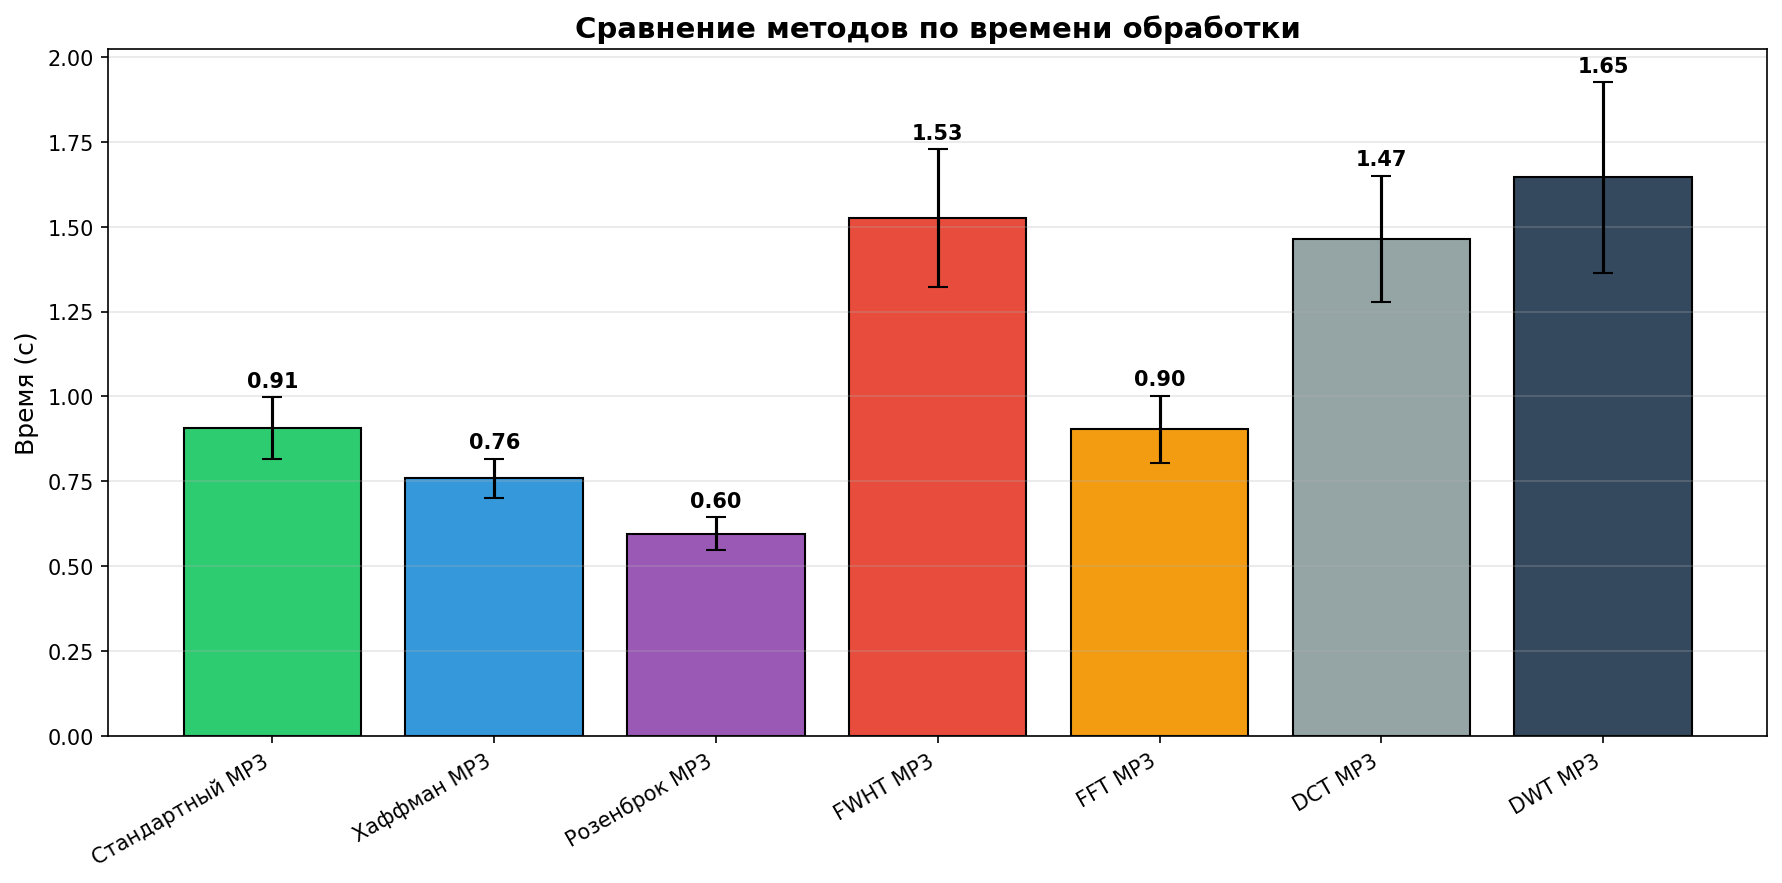 Сравнение методов по времени обработки
Время (с)
2.00
1.75
1.50
1.25
1.00
0.75
0.50
0.25
0.00
0.91
0.76
0.60
1.53
0.90
1.47
1.65
Стандартный MP3
Хаффман MP3
Розенброк MP3
FWHT MP3
FFT MP3
DCT MP3
DWT MP3